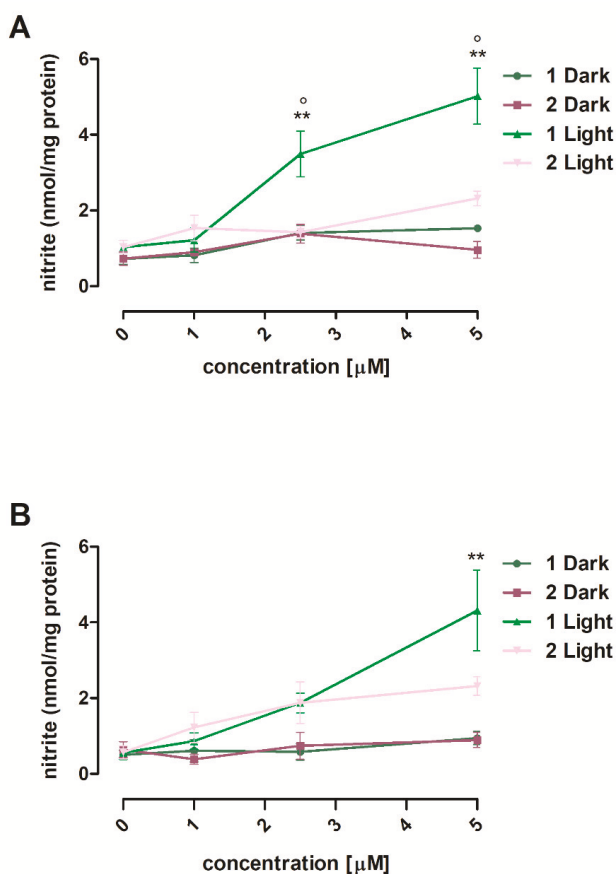 A
nitrite (nmol/mg protein)
6
4
2
0
°
**
°
**
1 Dark
2 Dark
1 Light
2 Light
0
1
2
3
4
5
concentration [µM]
B
nitrite (nmol/mg protein)
6
4
2
0
**
1 Dark
2 Dark
1 Light
2 Light
0
1
2
3
4
5
concentration [µM]